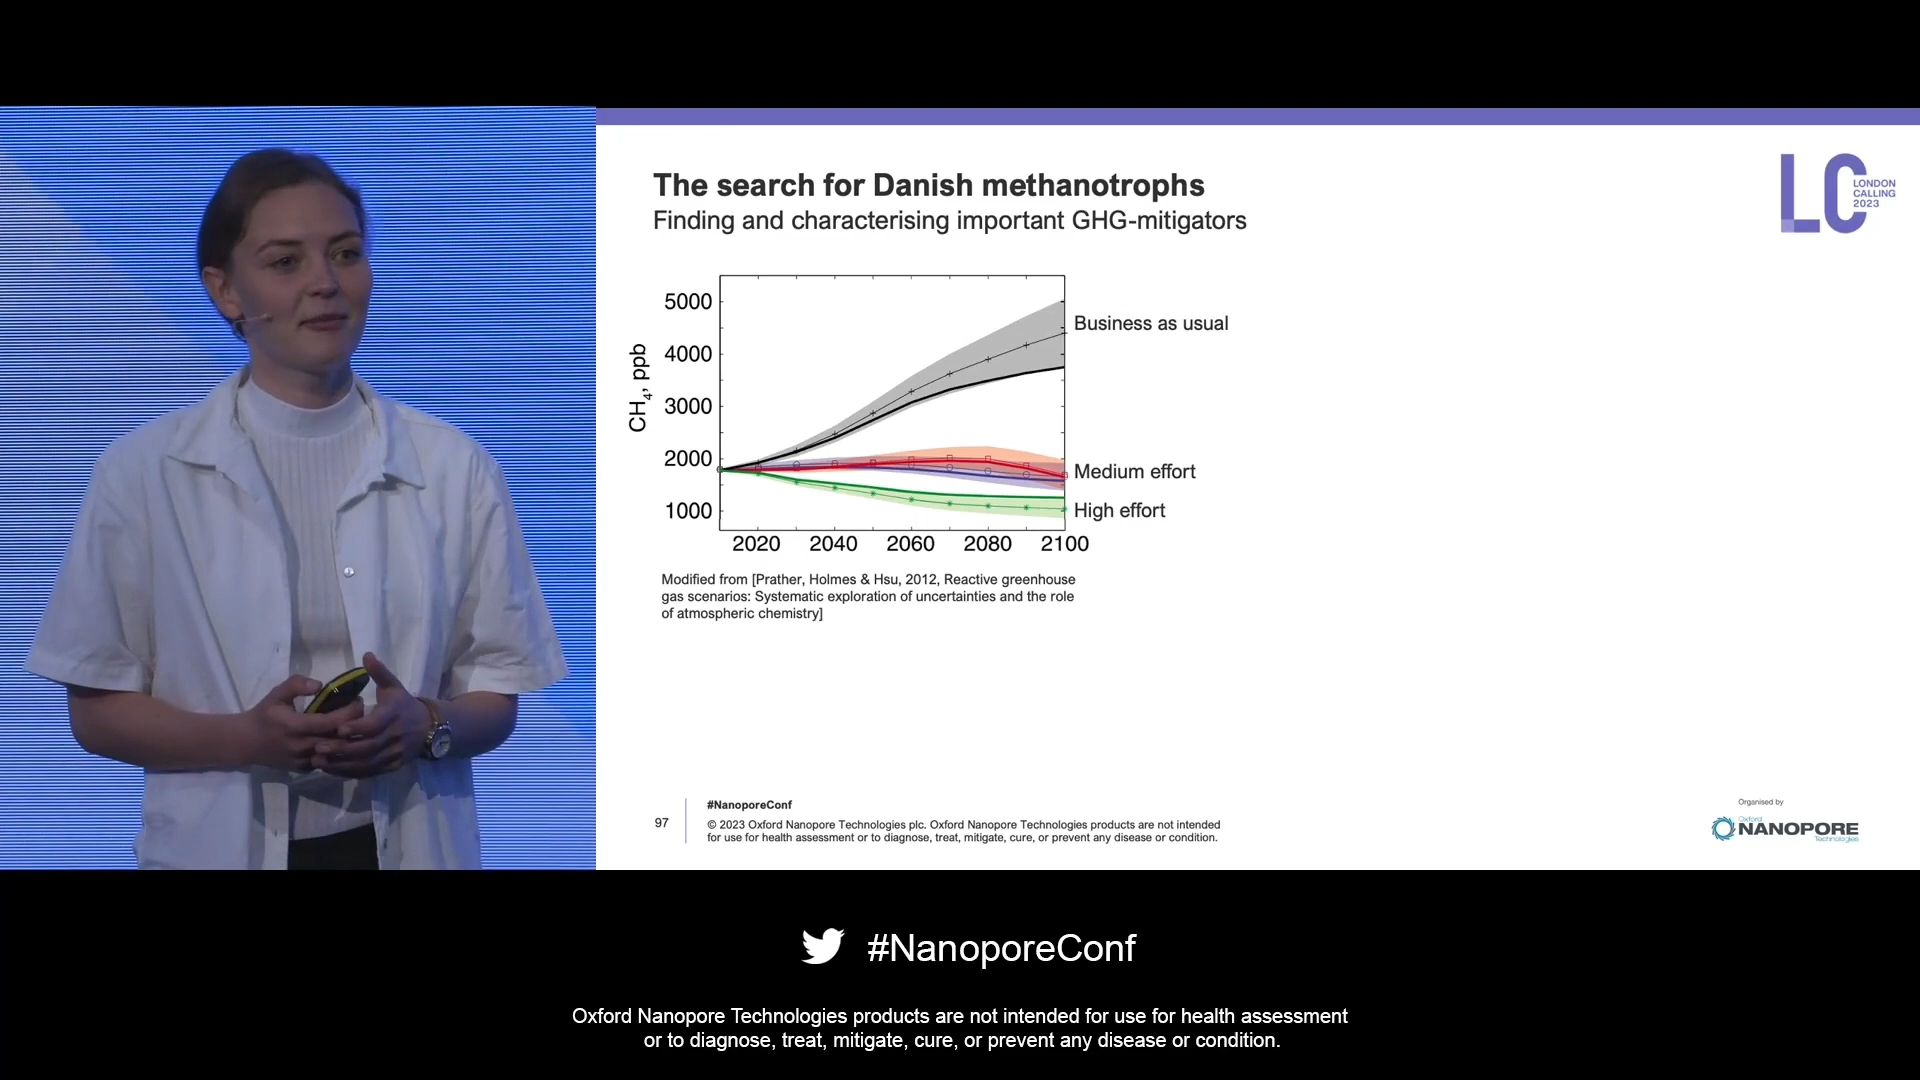 The search for Danish methanotrophs
Finding and characterising important GHG-mitigators
LC
LONDON
CALLING
2023
CH4, ppb
5000
4000
3000
2000
1000
2020 2040 2060 2080 2100
Business as usual
Medium effort
High effort
Modified from [Prather, Holmes & Hsu, 2012, Reactive greenhouse
gas scenarios: Systematic exploration of uncertainties and the role
of atmospheric chemistry]
97
#NanoporeConf
© 2023 Oxford Nanopore Technologies plc. Oxford Nanopore Technologies products are not intended
for use for health assessment or to diagnose, treat, mitigate, cure, or prevent any disease or condition.
Organised by
Oxford
NANOPORE
Technologies
#NanoporeConf
Oxford Nanopore Technologies products are not intended for use for health assessment
or to diagnose, treat, mitigate, cure, or prevent any disease or condition.